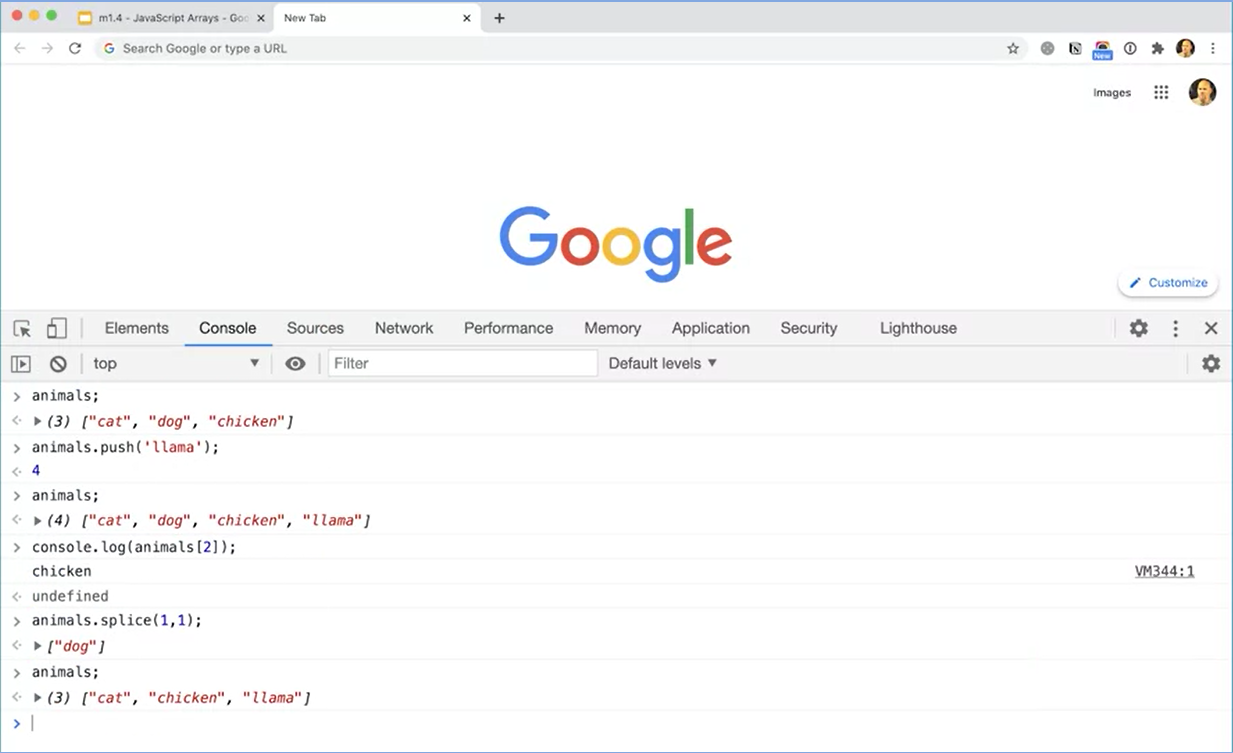 m1.4 - JavaScript Arrays - Goo
New Tab
Search Google or type a URL
New
Images
Google
Customize
Elements Console Sources Network Performance Memory Application Security Lighthouse
top Filter Default levels ▼
> animals;
<· ▶(3) ["cat", "dog", "chicken"]
> animals.push('llama');
<· 4
> animals;
<· ▶(4) ["cat", "dog", "chicken", "llama"]
> console.log(animals[2]);
chicken VM344:1
<· undefined
> animals.splice(1,1);
<· ▶["dog"]
> animals;
<· ▶(3) ["cat", "chicken", "llama"]
>